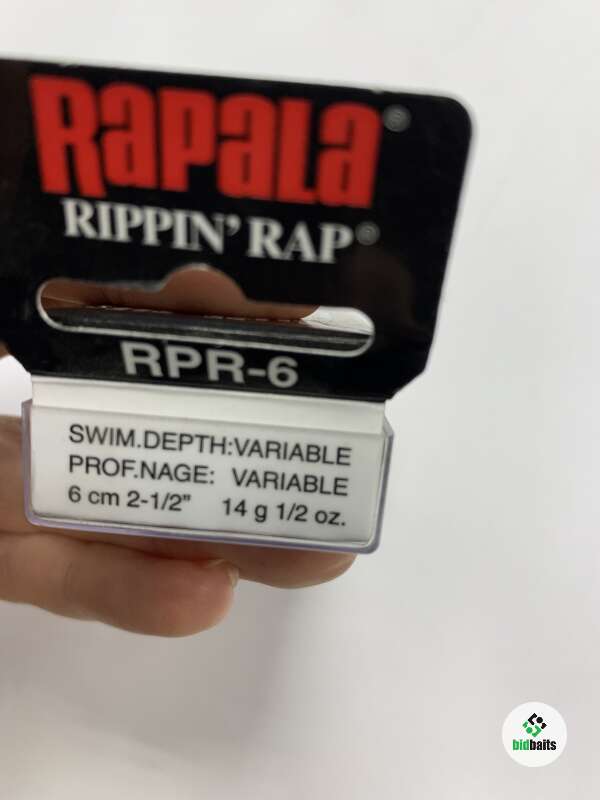 Rapala®
RIPPIN' RAP®
RPR-6
SWIM.DEPTH:VARIABLE
PROF.NAGE: VARIABLE
6 cm 2-1/2" 14 g 1/2 oz.
bidbaits